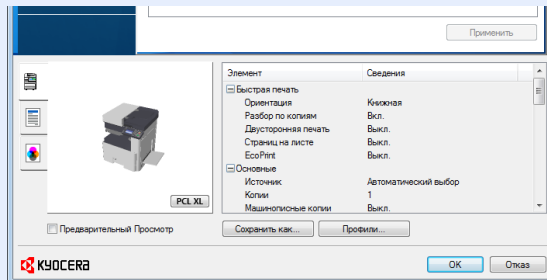 Применить
Элемент Сведения
Быстрая печать
Ориентация Книжная
Разбор по копиям Вкл.
Двусторонняя печать Выкл.
Страниц на листе Выкл.
EcoPrint Выкл.
Основные
Источник Автоматический выбор
Копии 1
Машинописные копии Выкл.
PCL XL
Предварительный Просмотр Сохранить как... Профили...
KYOCERA OK Отказ